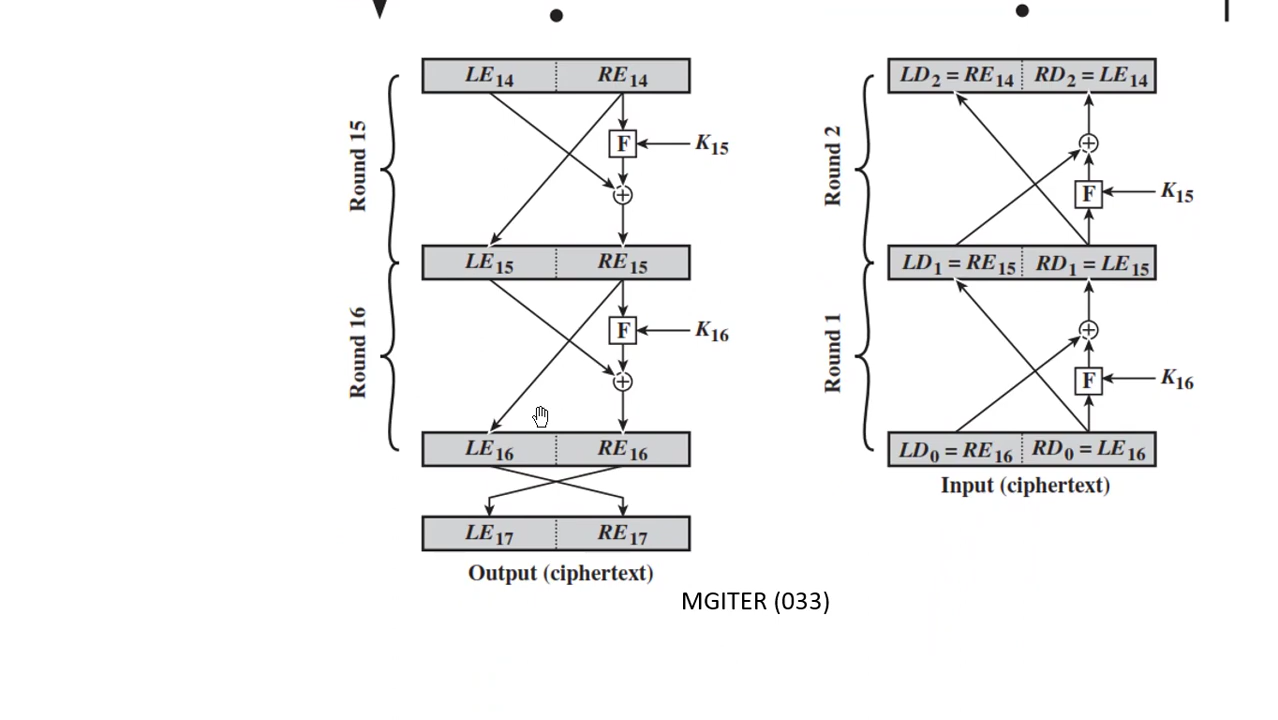 LE14 RE14
Round 15
F K15
LE15 RE15
Round 16
F K16
LE16 RE16
LE17 RE17
Output (ciphertext)
LD2 = RE14 RD2 = LE14
Round 2
F K15
LD1 = RE15 RD1 = LE15
Round 1
F K16
LD0 = RE16 RD0 = LE16
Input (ciphertext)
MGITER (033)